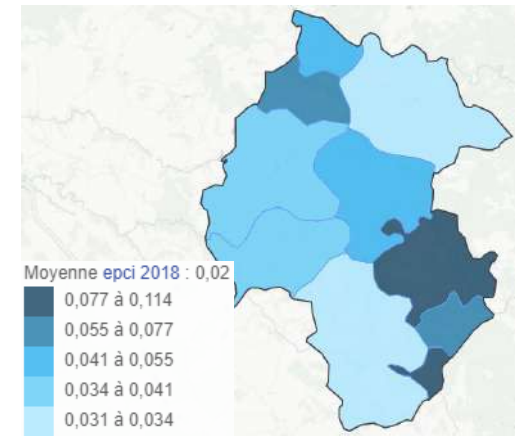 Moyenne epci 2018 : 0,02
0,077 à 0,114
0,055 à 0,077
0,041 à 0,055
0,034 à 0,041
0,031 à 0,034